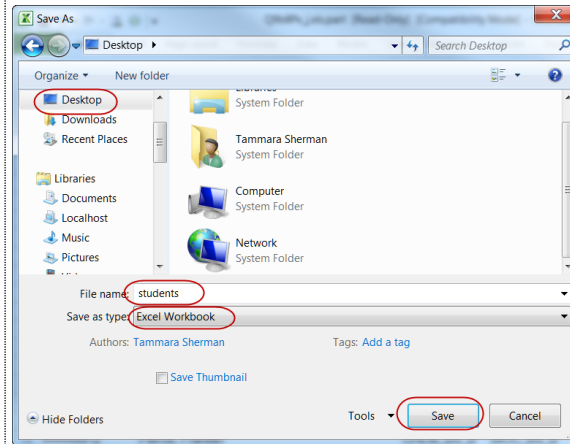 Save As
Desktop
Search Desktop
Organize
New folder
Desktop
Downloads
Recent Places
Libraries
Documents
Localhost
Music
Pictures
System Folder
Tammara Sherman
System Folder
Computer
System Folder
Network
System Folder
File name: students
Save as type: Excel Workbook
Authors: Tammara Sherman
Tags: Add a tag
Save Thumbnail
Hide Folders
Tools
Save
Cancel